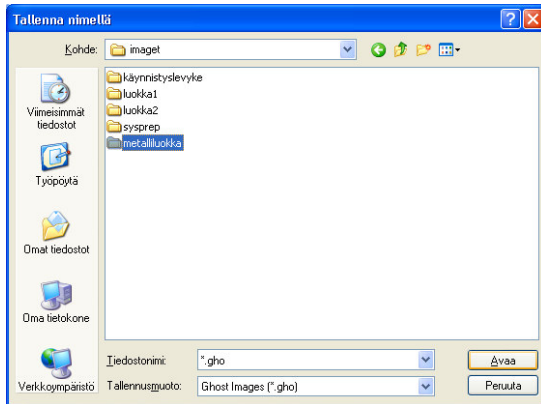 Tallenna nimellä
Kohde: imaget
käynnistyslevyke
luokka1
luokka2
sysprep
metalliluokka
Viimeisimmät
tiedostot
Työpöytä
Omat tiedostot
Oma tietokone
Verkkoympäristö
Tiedostonimi: *.gho Avaa
Tallennusmuoto: Ghost Images (*.gho) Peruuta